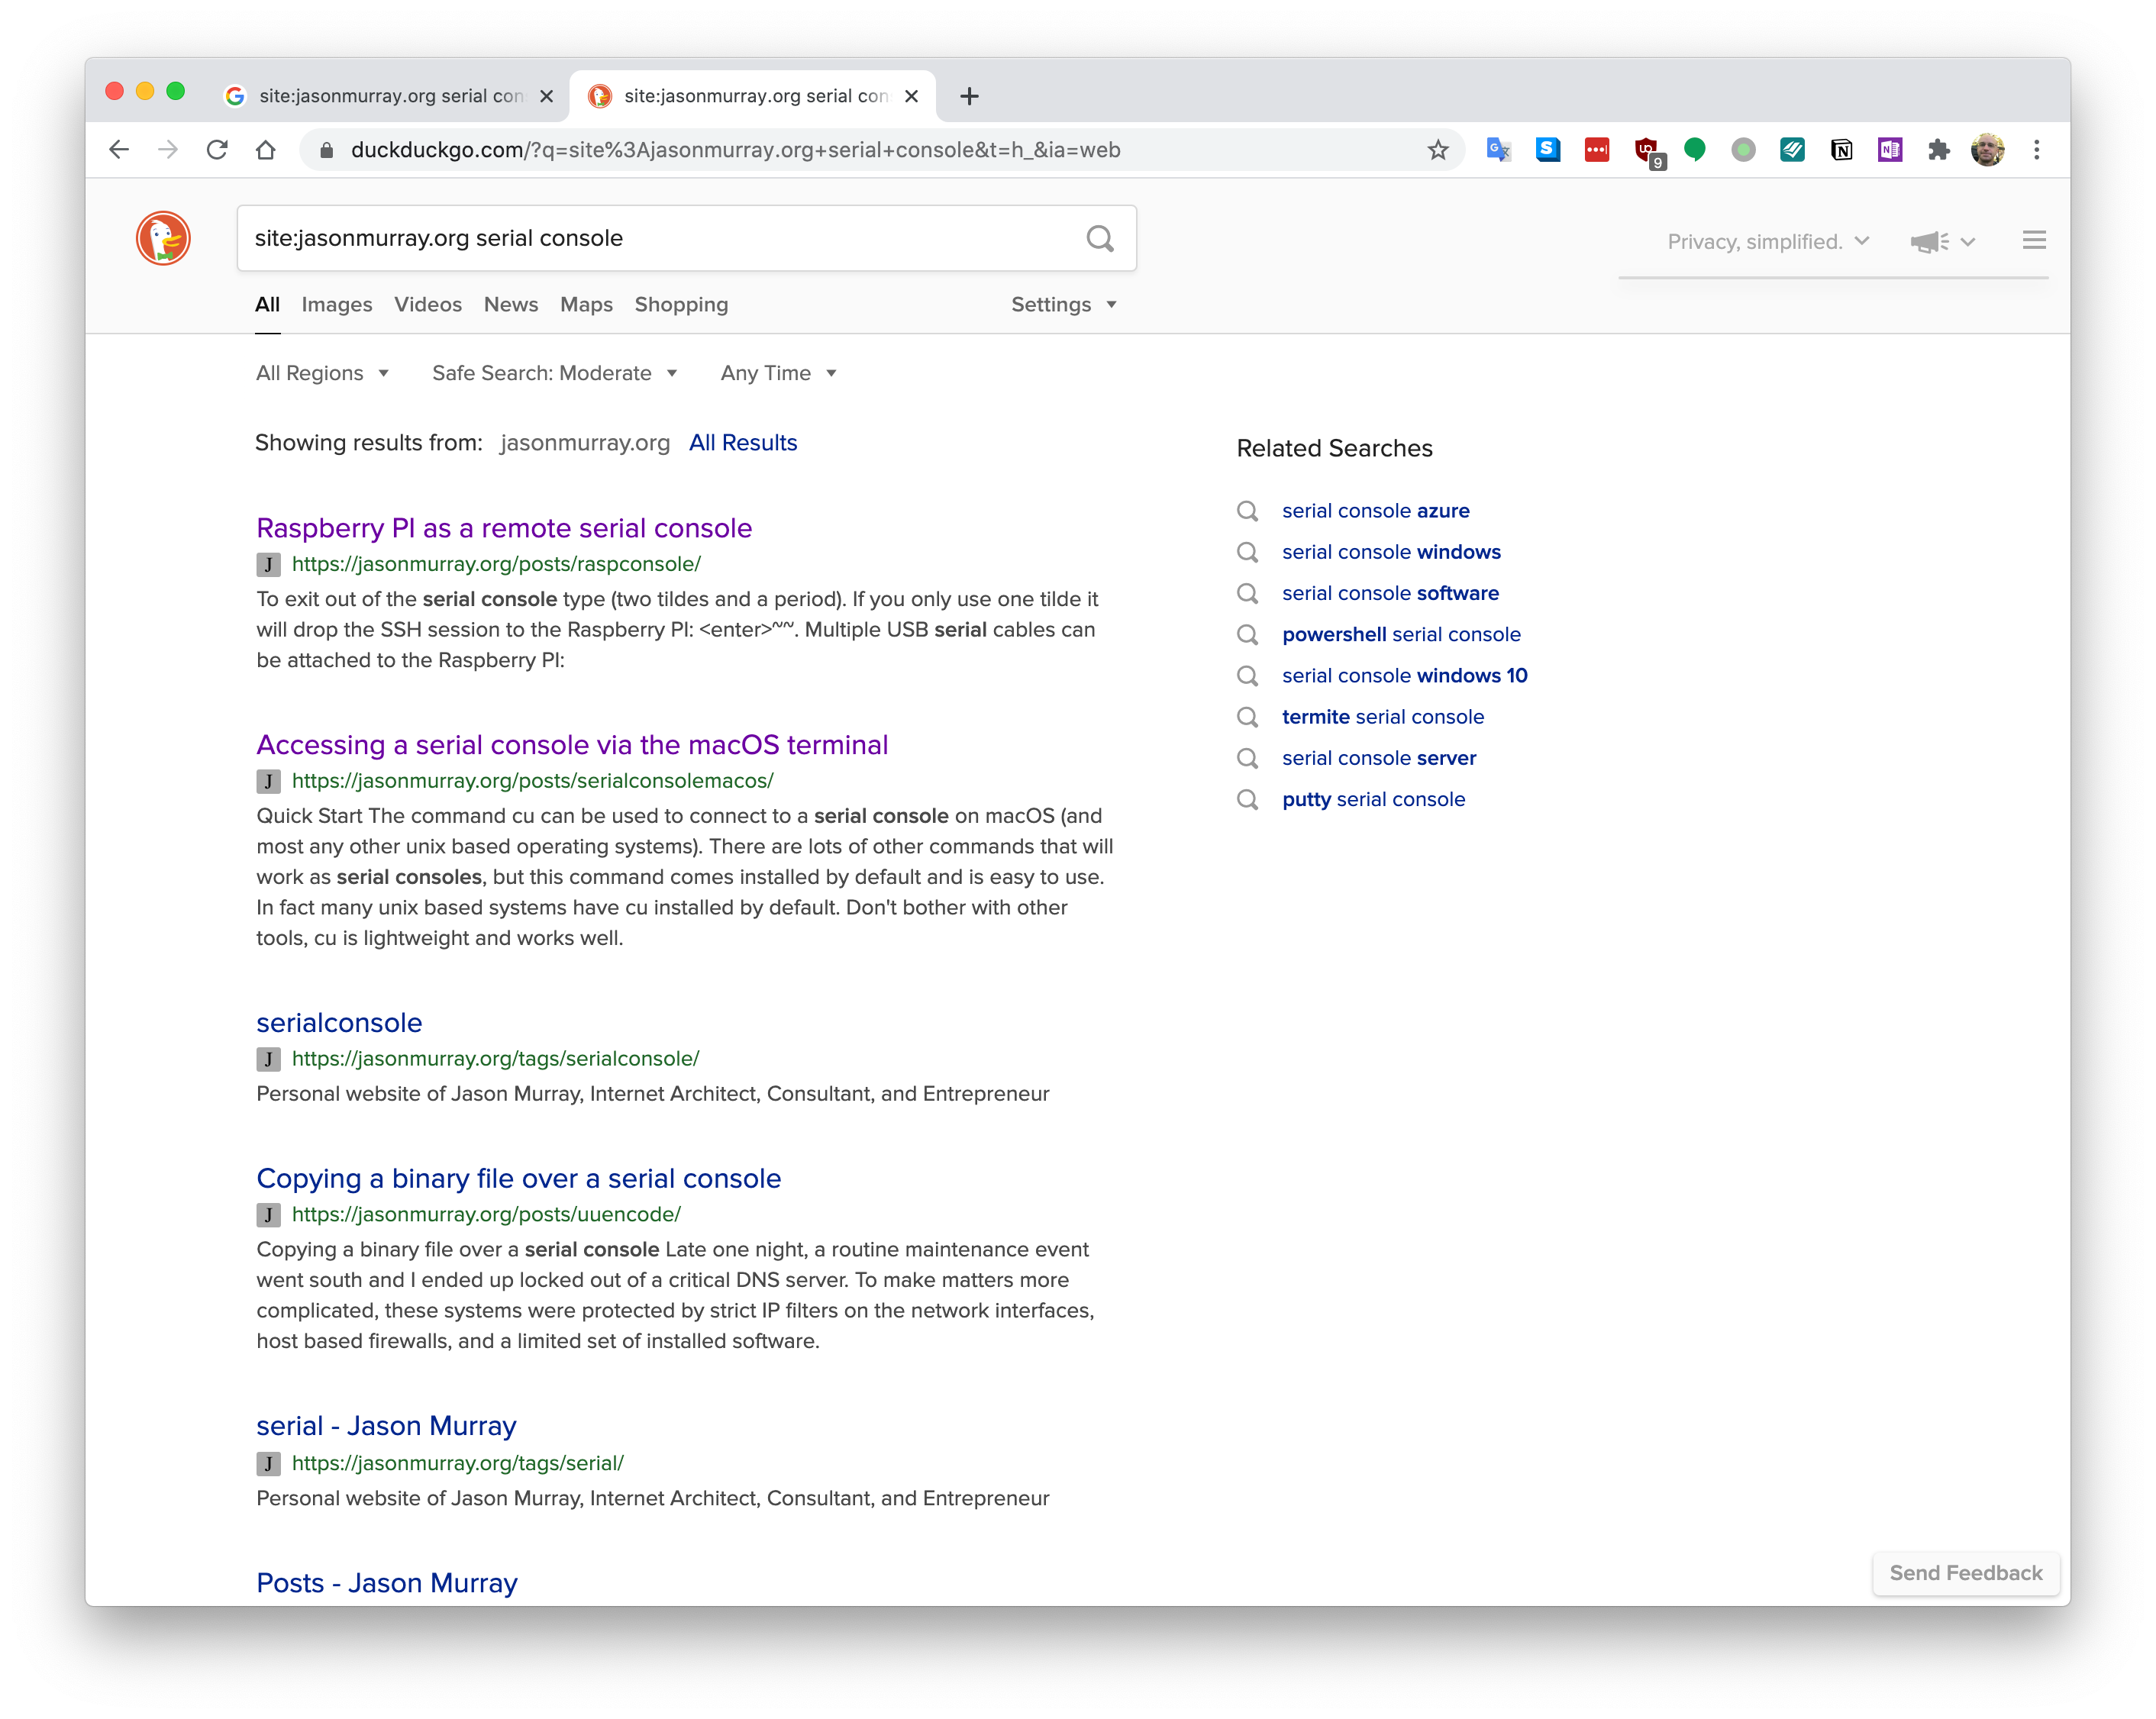 site:jasonmurray.org serial con
site:jasonmurray.org serial con
duckduckgo.com/?q=site%3Ajasonmurray.org+serial+console&t=h_&ia=web
9
site:jasonmurray.org serial console
Privacy, simplified.
All Images Videos News Maps Shopping Settings
All Regions Safe Search: Moderate Any Time
Showing results from: jasonmurray.org All Results
Raspberry PI as a remote serial console
J https://jasonmurray.org/posts/raspconsole/
To exit out of the serial console type (two tildes and a period). If you only use one tilde it
will drop the SSH session to the Raspberry PI: <enter>~~. Multiple USB serial cables can
be attached to the Raspberry PI:
Accessing a serial console via the macOS terminal
J https://jasonmurray.org/posts/serialconsolemacos/
Quick Start The command cu can be used to connect to a serial console on macOS (and
most any other unix based operating systems). There are lots of other commands that will
work as serial consoles, but this command comes installed by default and is easy to use.
In fact many unix based systems have cu installed by default. Don't bother with other
tools, cu is lightweight and works well.
serialconsole
J https://jasonmurray.org/tags/serialconsole/
Personal website of Jason Murray, Internet Architect, Consultant, and Entrepreneur
Copying a binary file over a serial console
J https://jasonmurray.org/posts/uuencode/
Copying a binary file over a serial console Late one night, a routine maintenance event
went south and I ended up locked out of a critical DNS server. To make matters more
complicated, these systems were protected by strict IP filters on the network interfaces,
host based firewalls, and a limited set of installed software.
serial - Jason Murray
J https://jasonmurray.org/tags/serial/
Personal website of Jason Murray, Internet Architect, Consultant, and Entrepreneur
Posts - Jason Murray
Related Searches
serial console azure
serial console windows
serial console software
powershell serial console
serial console windows 10
termite serial console
serial console server
putty serial console
Send Feedback